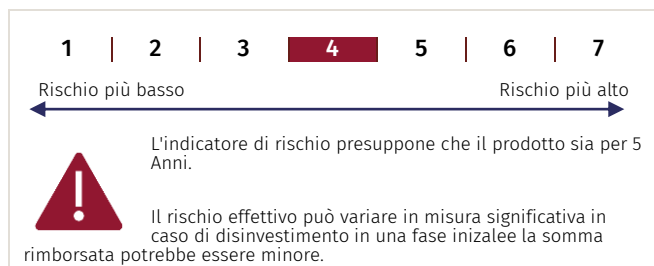 1 | 2 | 3 | 4 | 5 | 6 | 7
Rischio più basso Rischio più alto
L'indicatore di rischio presuppone che il prodotto sia per 5
Anni.
Il rischio effettivo può variare in misura significativa in
caso di disinvestimento in una fase inizalee la somma
rimborsata potrebbe essere minore.